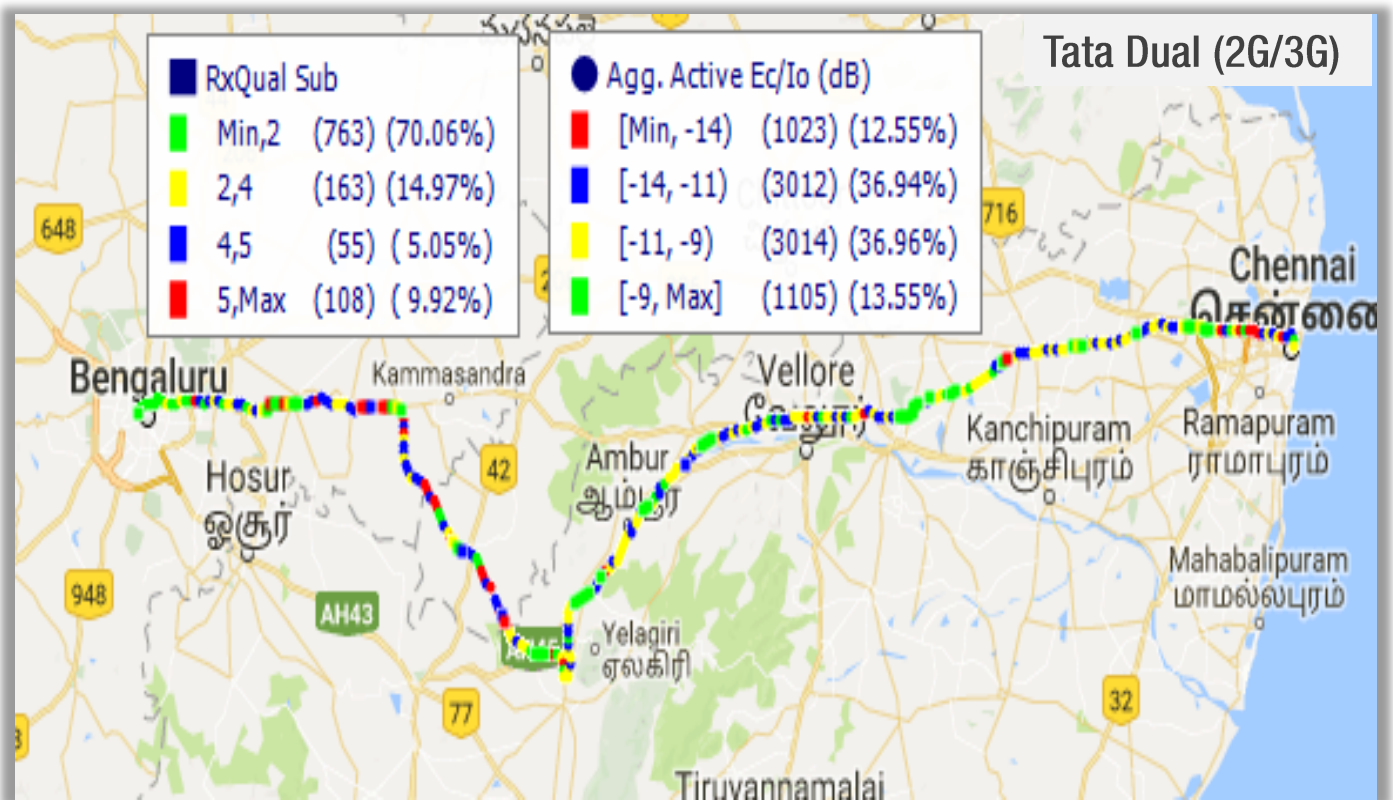 Tata Dual (2G/3G)
RxQual Sub
Min,2 (763) (70.06%)
2,4 (163) (14.97%)
4,5 (55) ( 5.05%)
5,Max (108) ( 9.92%)
Agg. Active Ec/Io (dB)
[Min, -14) (1023) (12.55%)
[-14, -11) (3012) (36.94%)
[-11, -9) (3014) (36.96%)
[-9, Max] (1105) (13.55%)
648
716
Chennai
சென்னை
Bengaluru
Kammasandra
Vellore
வேலூர்
Hosur
ஓசூர்
42
Ambur
ஆம்பூர்
Kanchipuram
காஞ்சிபுரம்
Ramapuram
ராமாபுரம்
948
AH43
Mahabalipuram
மாமல்லபுரம்
Yelagiri
ஏலகிரி
77
32
Tiruvannamalai